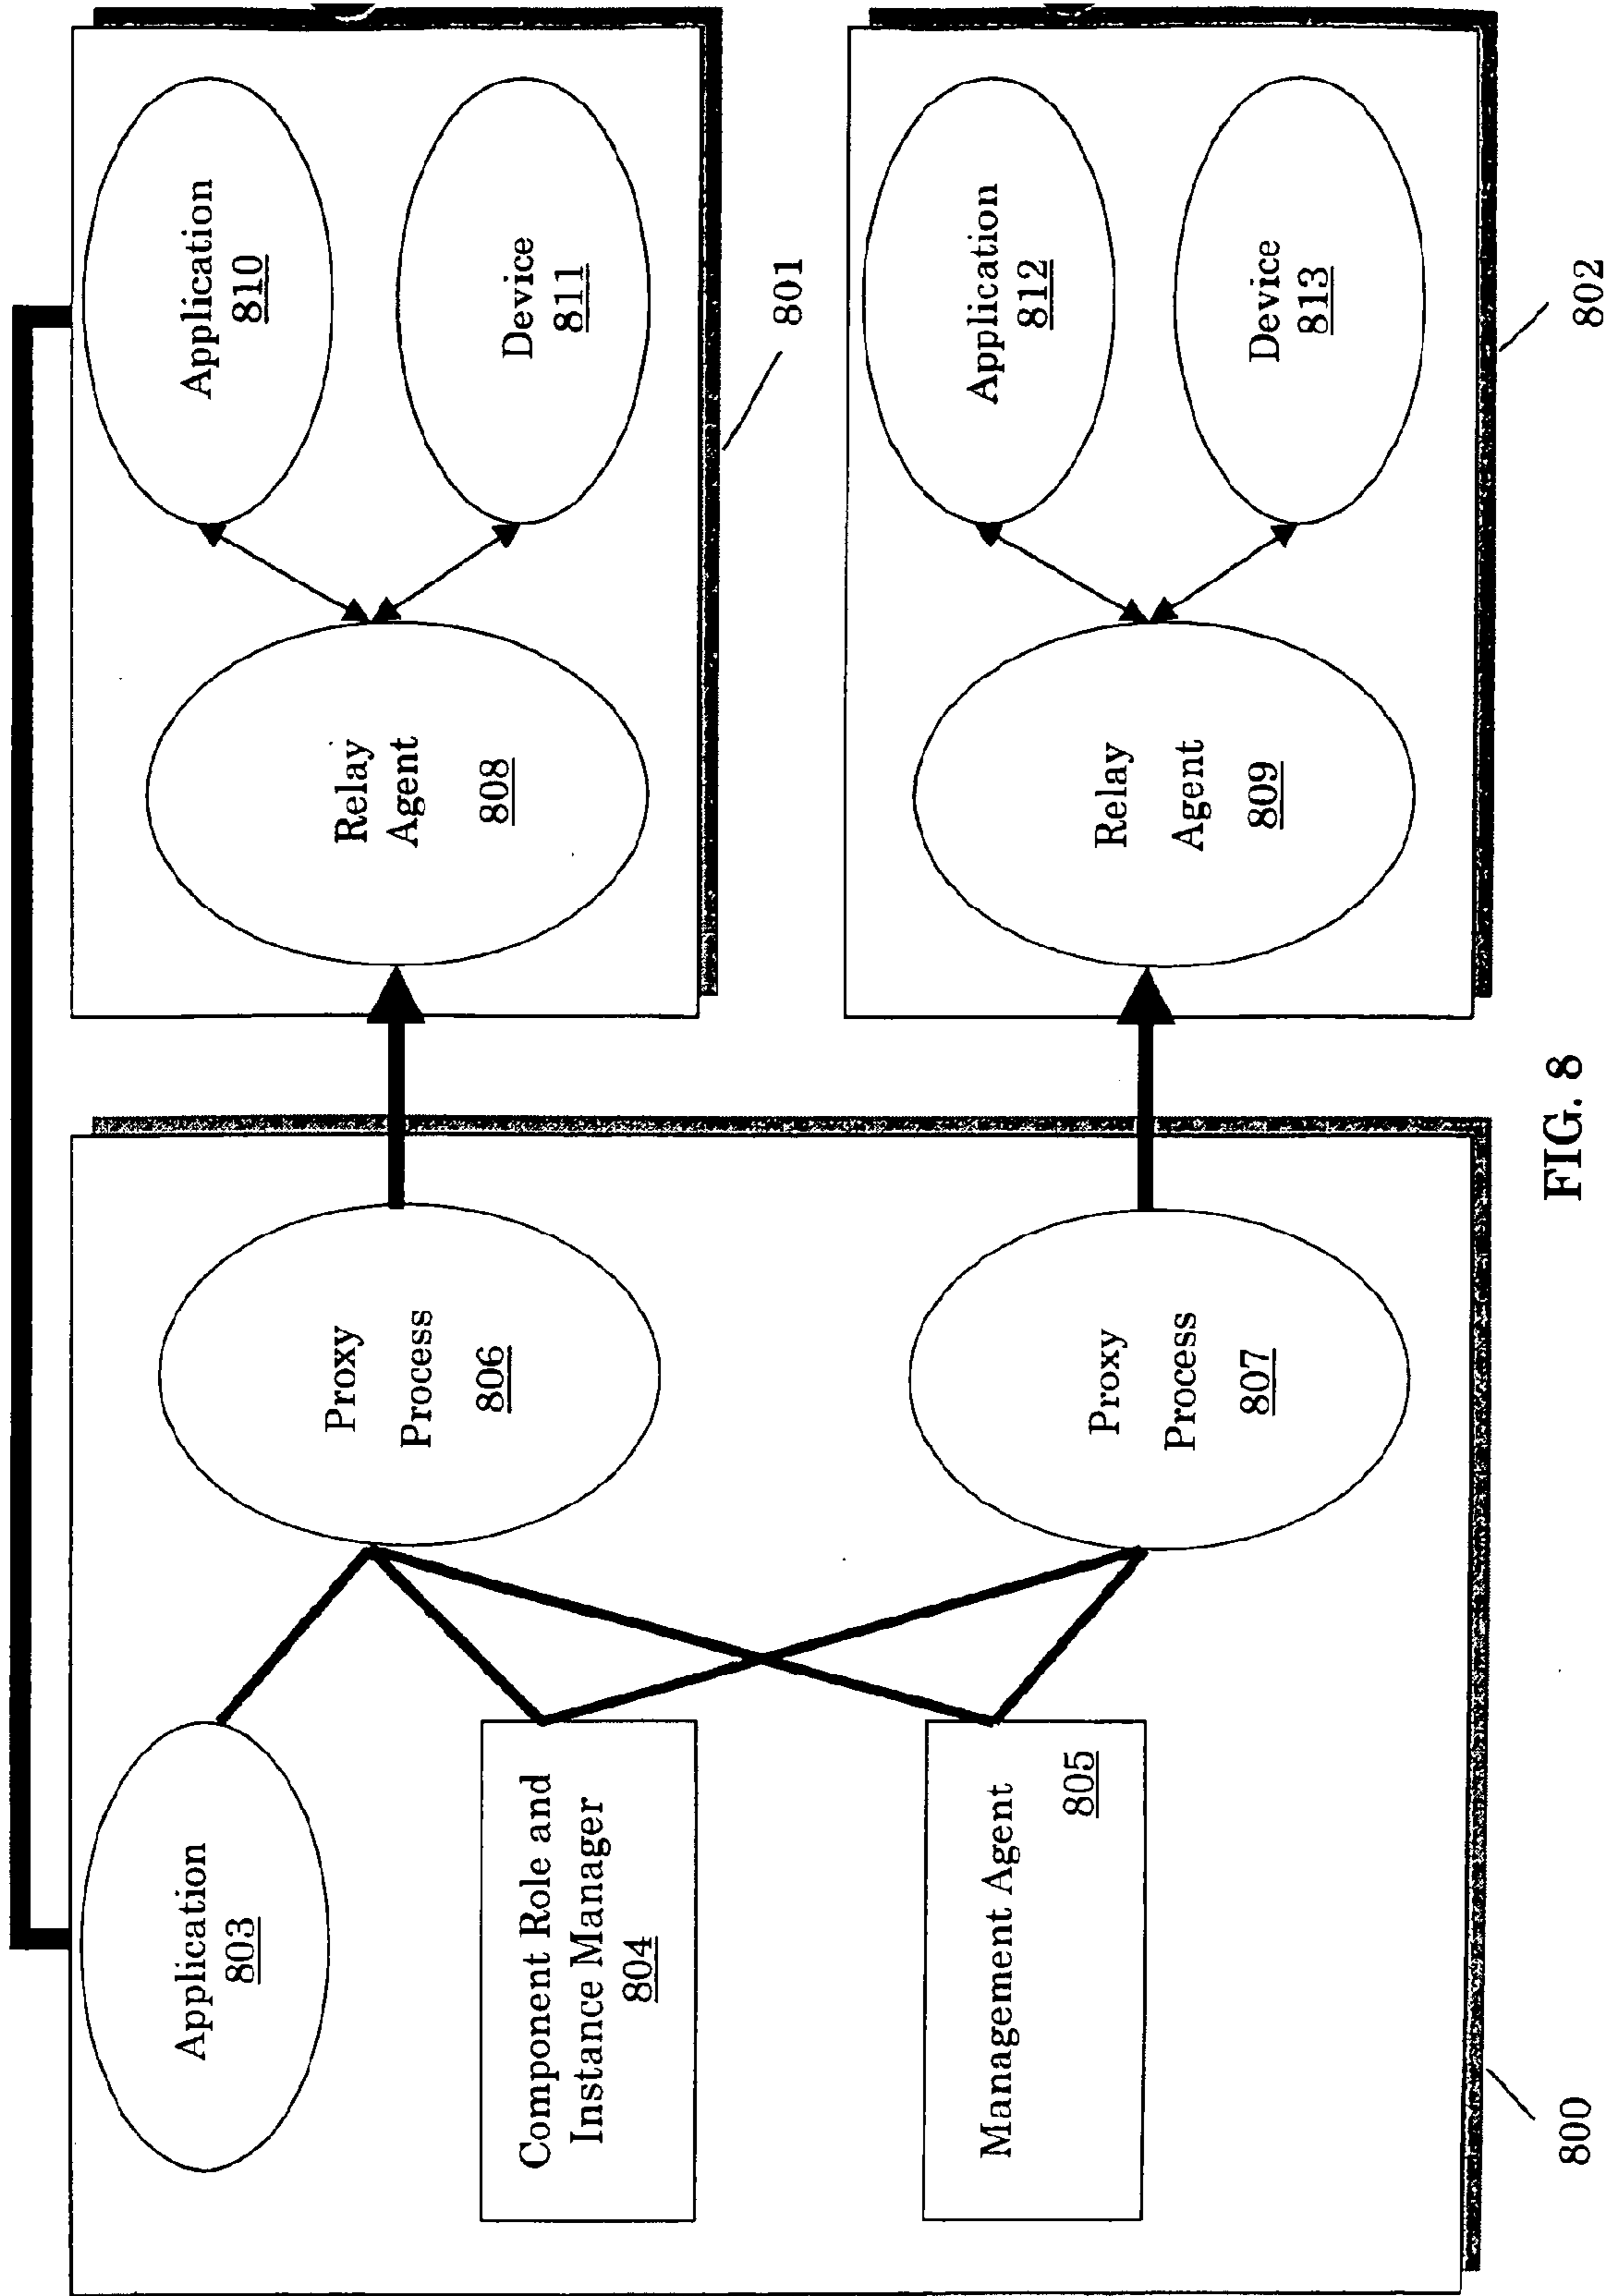 Application
803
Component Role and
Instance Manager
804
Management Agent
805
Proxy
Process
806
Proxy
Process
807
800
Relay
Agent
808
Application
810
Device
811
801
Relay
Agent
809
Application
812
Device
813
802
FIG. 8